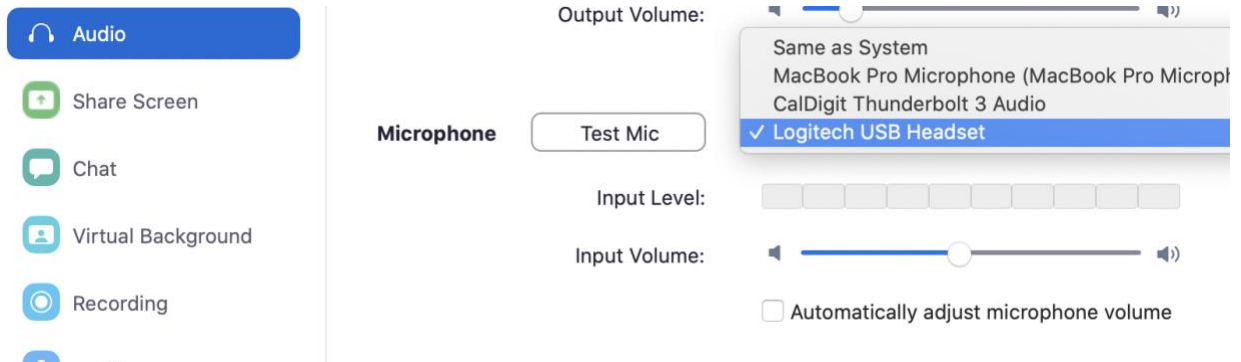 Audio
Share Screen
Chat
Virtual Background
Recording
Output Volume:
Same as System
MacBook Pro Microphone (MacBook Pro
CalDigit Thunderbolt 3 Audio
Microphone Test Mic ✓ Logitech USB Headset
Input Level:
Input Volume:
Automatically adjust microphone volume